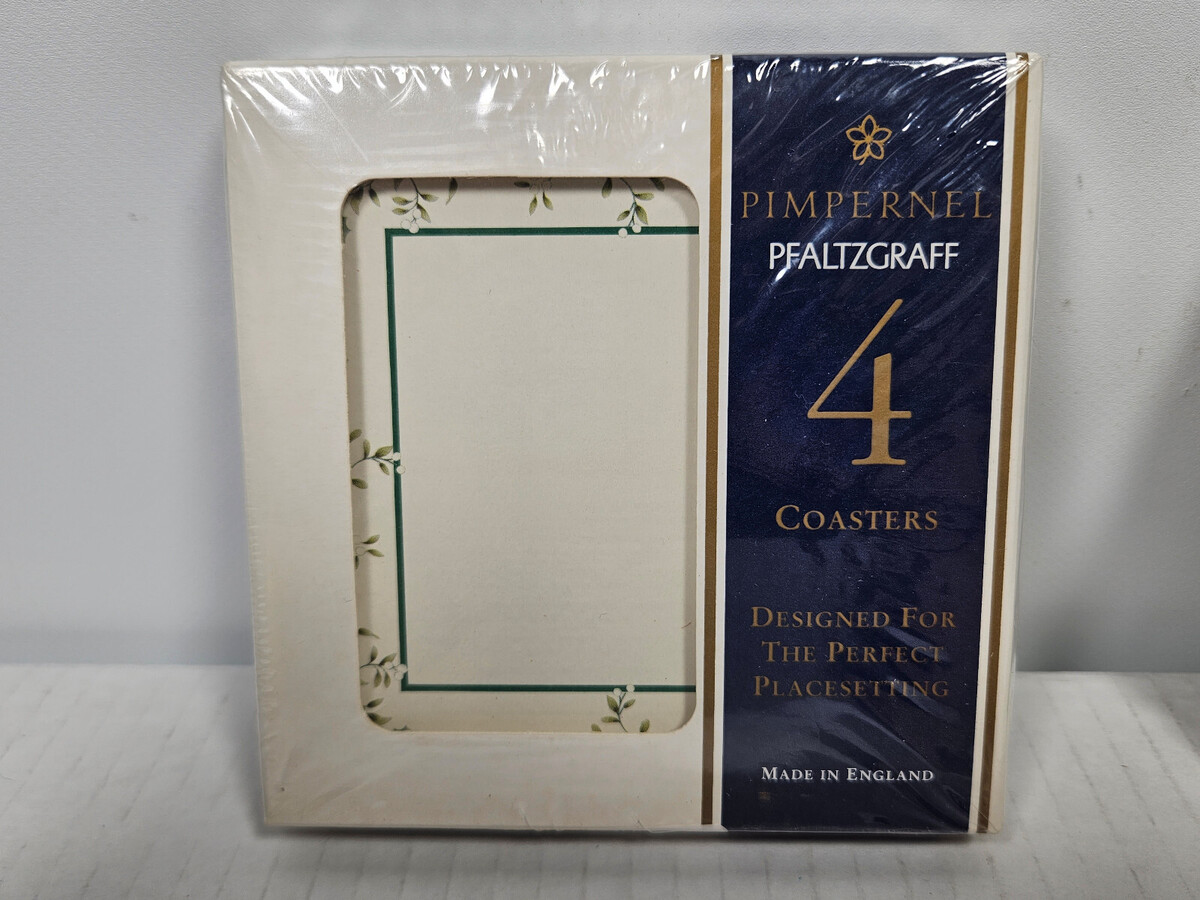 PIMPERNEL
PFALTZGRAFF
4
COASTERS
DESIGNED FOR
THE PERFECT
PLACESETTING
MADE IN ENGLAND